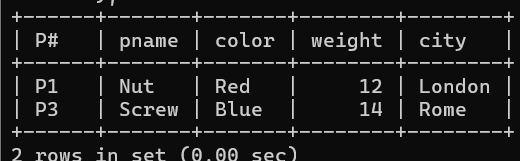 +------+-------+-------+--------+--------+
| P#   | pname | color | weight | city   |
+------+-------+-------+--------+--------+
| P1   | Nut   | Red   |     12 | London |
| P3   | Screw | Blue  |     14 | Rome   |
+------+-------+-------+--------+--------+
2 rows in set (0.00 sec)